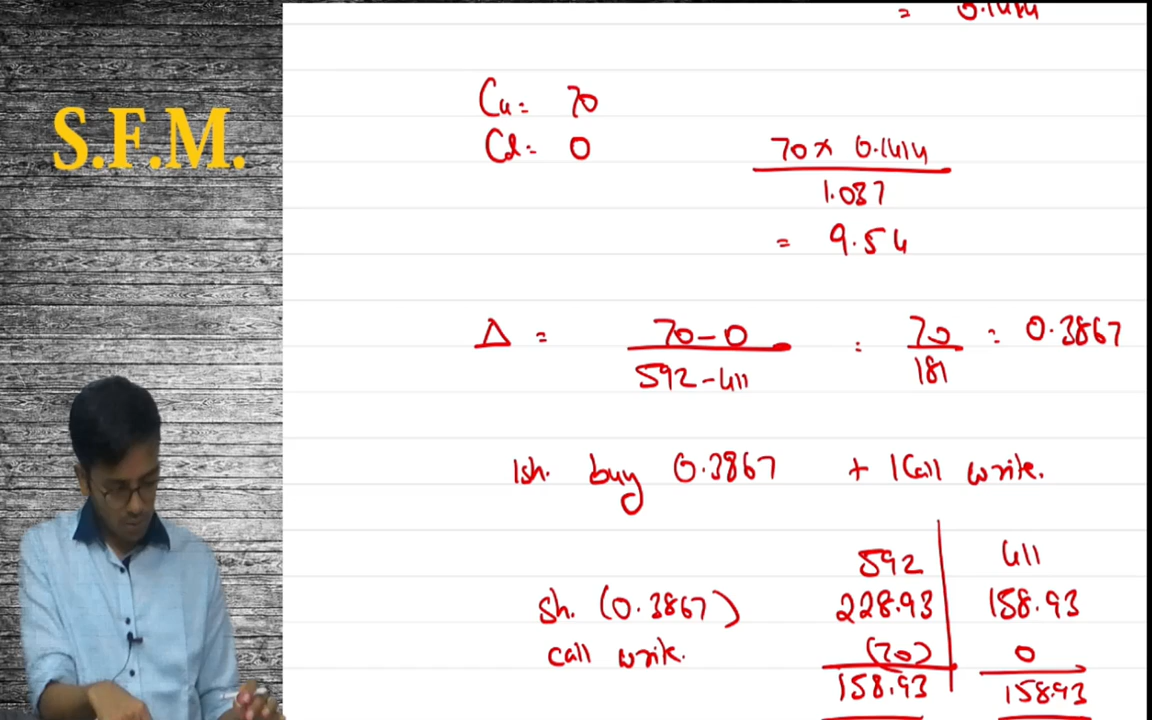 S.F.M.
Cu = 70
Cd = 0
70 × 0.1414
1.037
= 9.54
Δ = 70 - 0 = 70 = 0.3867
592 - 411 181
1sh. buy 0.3867 + 1 Call write.
592 411
sh. (0.3867) 228.93 158.93
call write. (70) 0
158.93 158.93